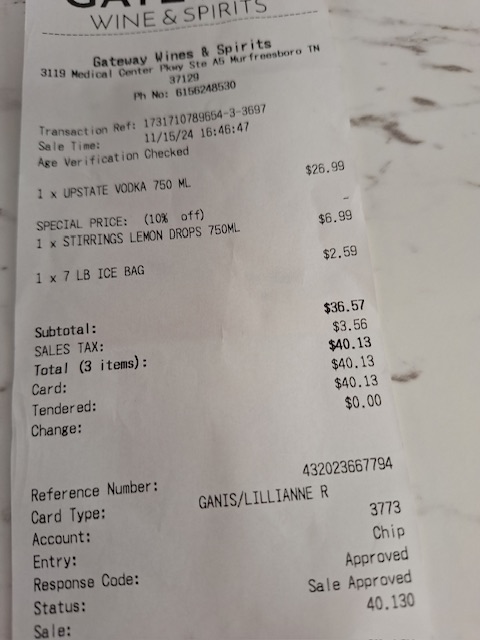 WINE & SPIRITS
Gateway Wines & Spirits
3119 Medical Center Pkwy Ste A5 Murfreesboro TN
37129
Ph No: 6156248530
Transaction Ref: 1731710789654-3-3697
Sale Time: 11/15/24 16:46:47
Age Verification Checked
1 x UPSTATE VODKA 750 ML $26.99
SPECIAL PRICE: (10% off) -
1 x STIRRINGS LEMON DROPS 750ML $6.99
1 x 7 LB ICE BAG $2.59
Subtotal: $36.57
SALES TAX: $3.56
Total (3 items): $40.13
Card: $40.13
Tendered: $40.13
Change: $0.00
Reference Number: 432023667794
Card Type: GANIS/LILLIANNE R
Account: 3773
Entry: Chip
Response Code: Approved
Status: Sale Approved
Sale: 40.130